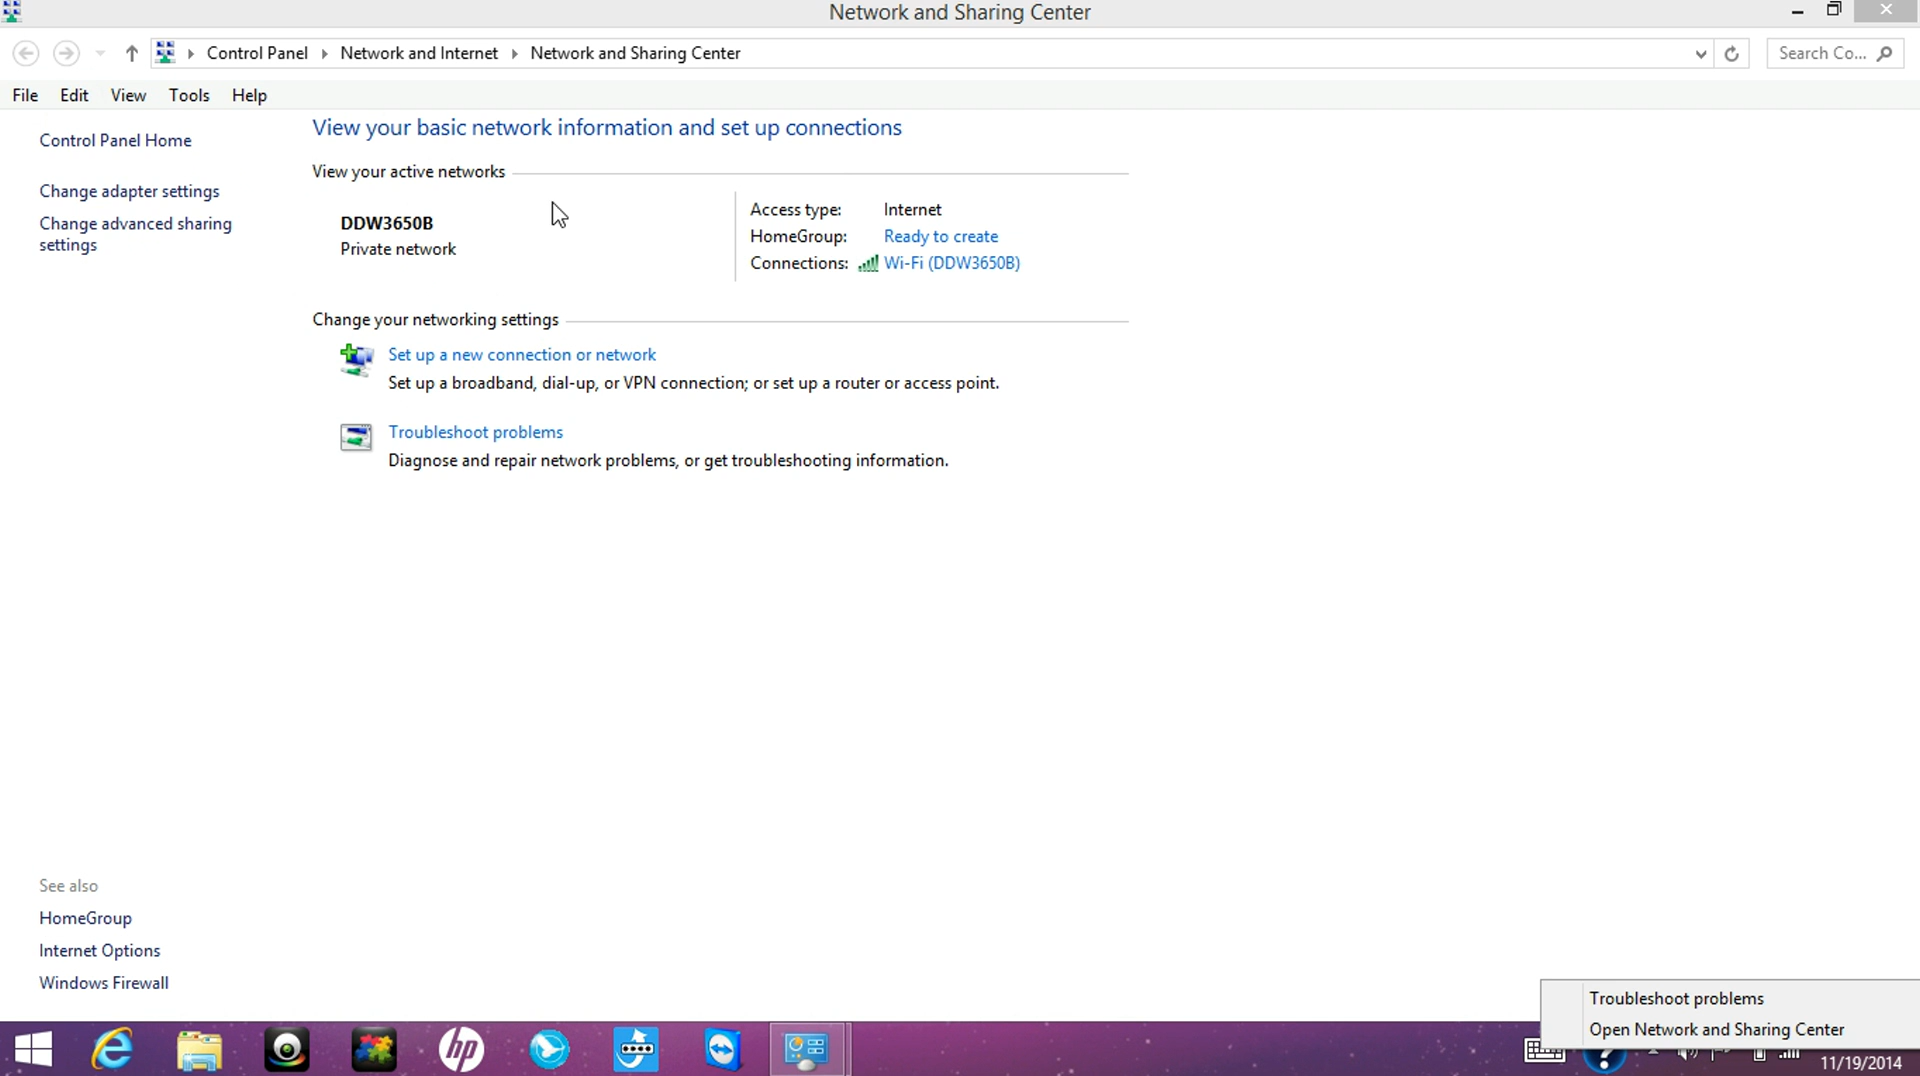 Network and Sharing Center
Control Panel Network and Internet Network and Sharing Center
Search Co...
File Edit View Tools Help
Control Panel Home
Change adapter settings
Change advanced sharing
settings
View your basic network information and set up connections
View your active networks
DDW3650B
Private network
Access type: Internet
HomeGroup: Ready to create
Connections: Wi-Fi (DDW3650B)
Change your networking settings
Set up a new connection or network
Set up a broadband, dial-up, or VPN connection; or set up a router or access point.
Troubleshoot problems
Diagnose and repair network problems, or get troubleshooting information.
See also
HomeGroup
Internet Options
Windows Firewall
Troubleshoot problems
Open Network and Sharing Center
hp
11/19/2014